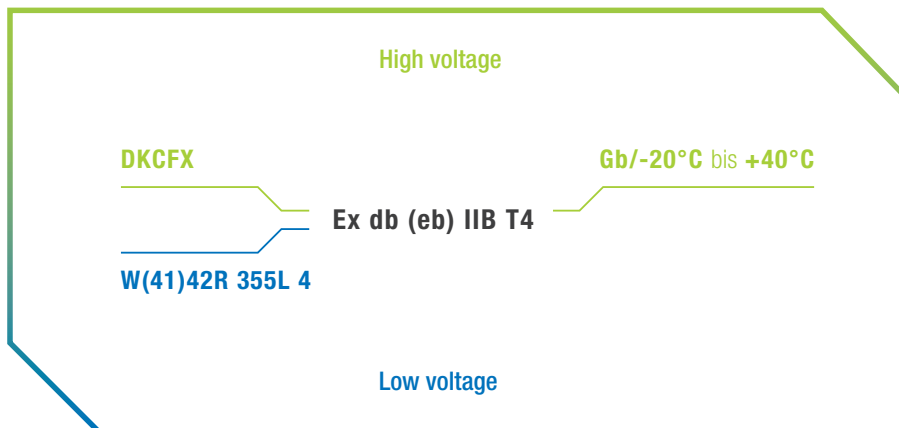 High voltage
DKCFX
Gb/-20°C bis +40°C
Ex db (eb) IIB T4
W(41)42R 355L 4
Low voltage